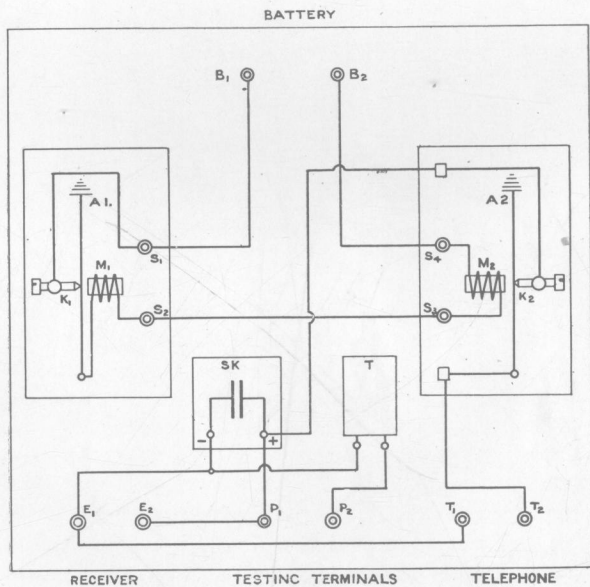 BATTERY
B1 B2
A1. A2
S1 S4
M1 M2
K1 K2
S2 S3
SK T
- +
E1 E2 P1 P2 T1 T2
RECEIVER TESTING TERMINALS TELEPHONE